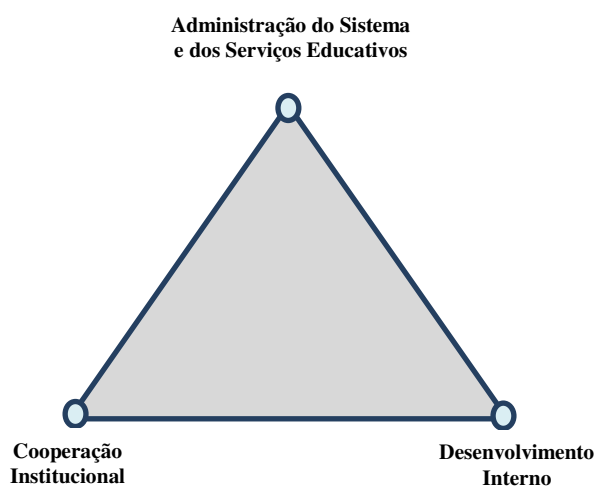 Administração do Sistema
e dos Serviços Educativos
Cooperação
Institucional
Desenvolvimento
Interno